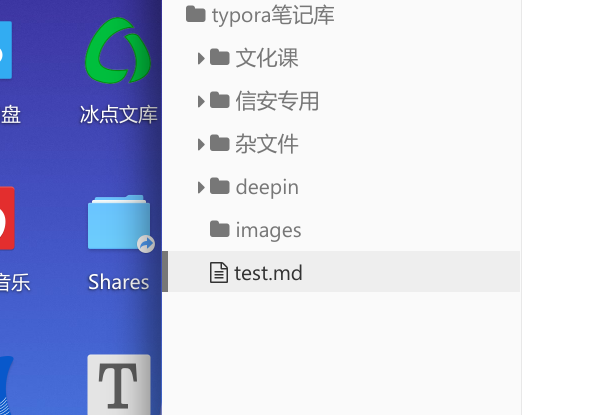 盘
冰点文库
音乐
Shares
T
typora笔记库
文化课
信安专用
杂文件
deepin
images
test.md